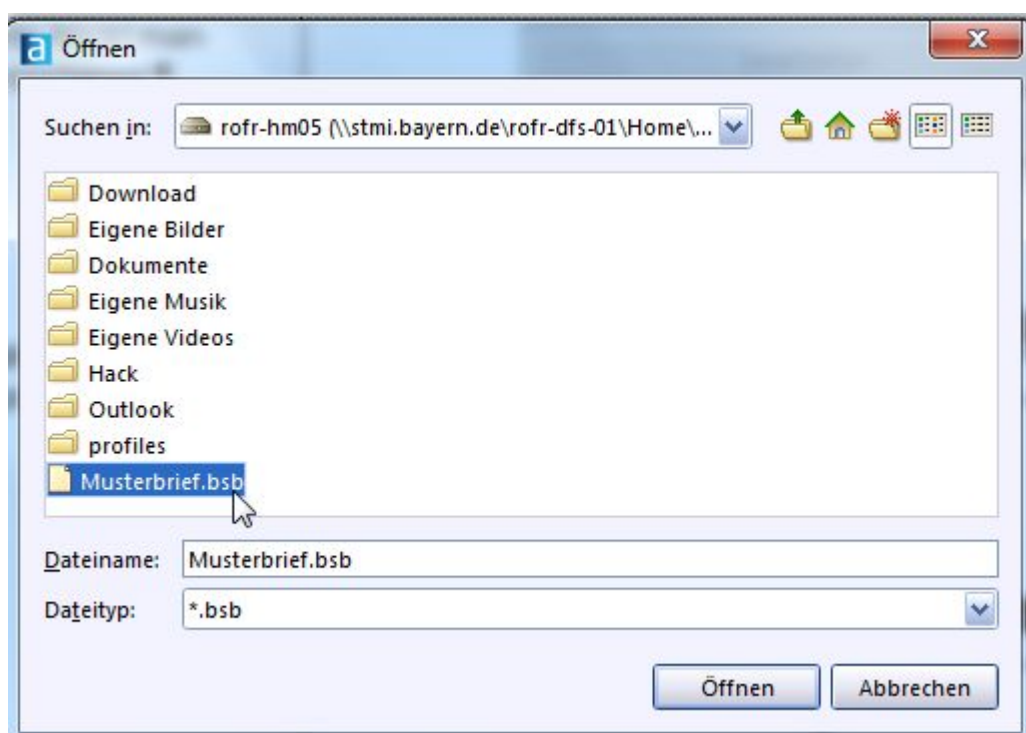 a Öffnen
Suchen in: rofr-hm05 (\\stmi.bayern.de\rofr-dfs-01\Home\...
Download
Eigene Bilder
Dokumente
Eigene Musik
Eigene Videos
Hack
Outlook
profiles
Musterbrief.bsb
Dateiname: Musterbrief.bsb
Dateityp: *.bsb
Öffnen Abbrechen